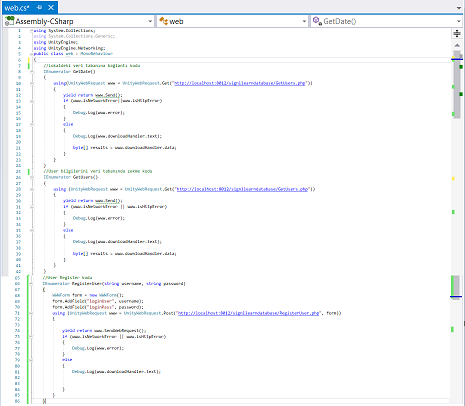 web.cs*
Assembly-CSharp
web
GetDate()
using System.Collections;
using System.Collections.Generic;
using UnityEngine;
using UnityEngine.Networking;
public class web : MonoBehaviour
{
//localdeki veri tabanına bağlantı kodu
IEnumerator GetDate()
{
using(UnityWebRequest www = UnityWebRequest.Get("http://localhost:8012/signilearndatabase/GetUsers.php"))
{
yield return www.Send();
if (www.isNetworkError||www.isHttpError)
{
Debug.Log(www.error);
}
else
{
Debug.Log(www.downloadHandler.text);
byte[] results = www.downloadHandler.data;
}
}
}
//User bilgilerini veri tabanında çekme kodu
IEnumerator GetUsers()
{
using (UnityWebRequest www = UnityWebRequest.Get("http://localhost:8012/signilearndatabase/GetUsers.php"))
{
yield return www.Send();
if (www.isNetworkError || www.isHttpError)
{
Debug.Log(www.error);
}
else
{
Debug.Log(www.downloadHandler.text);
byte[] results = www.downloadHandler.data;
}
}
}
//User Register kodu
IEnumerator RegisterUser(string username, string password)
{
WWWForm form = new WWWForm();
form.AddField("loginUser", username);
form.AddField("loginPass", password);
using (UnityWebRequest www = UnityWebRequest.Post("http://localhost:8012/signilearndatabase/RegisterUser.php", form))
{
yield return www.SendWebRequest();
if (www.isNetworkError || www.isHttpError)
{
Debug.Log(www.error);
}
else
{
Debug.Log(www.downloadHandler.text);
}
}
}